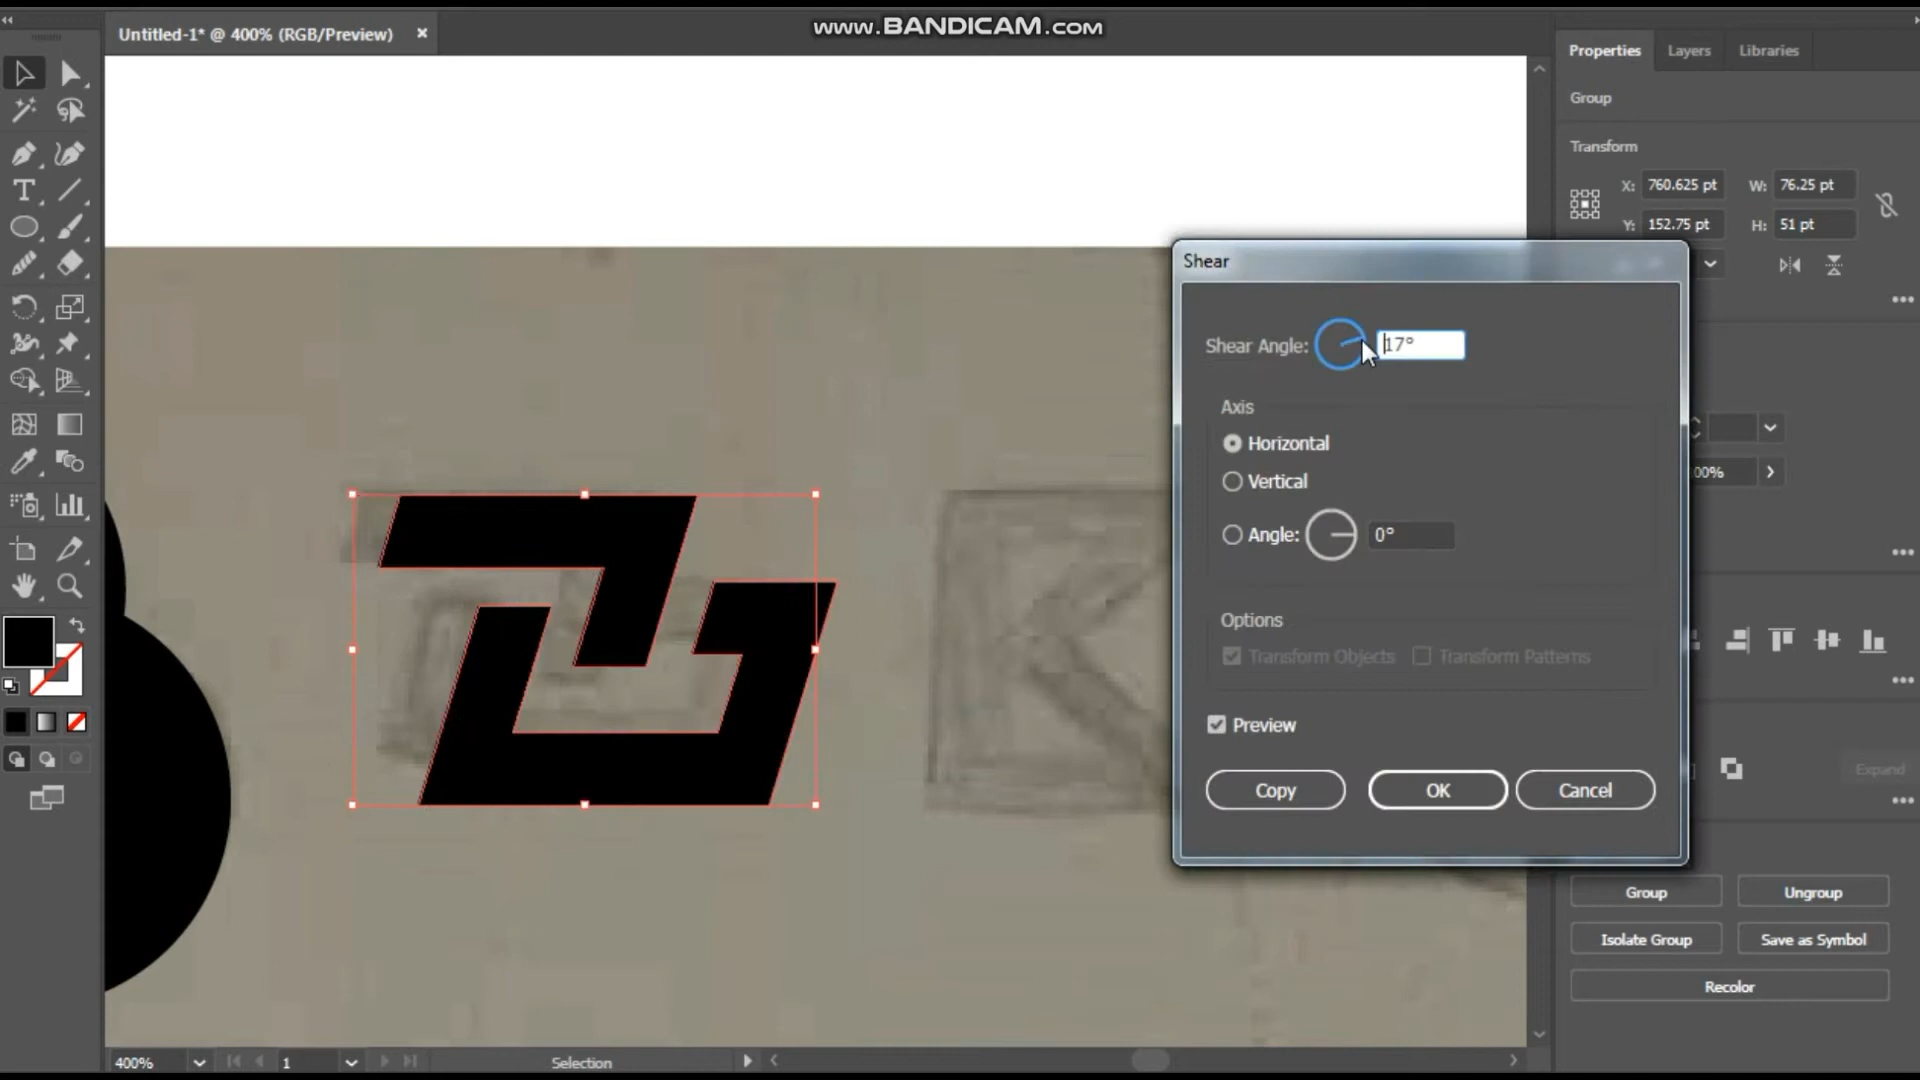 www.BANDICAM.com
Untitled-1* @ 400% (RGB/Preview) ×
Properties Layers Libraries
Group
Transform
X: 760.625 pt W: 76.25 pt
Y: 152.75 pt H: 51 pt
Shear
Shear Angle: 17°
Axis
Horizontal
Vertical
Angle: 0°
Options
Transform Objects Transform Patterns
Preview
Copy OK Cancel
00%
Expand
Group Ungroup
Isolate Group Save as Symbol
Recolor
400% 1 Selection